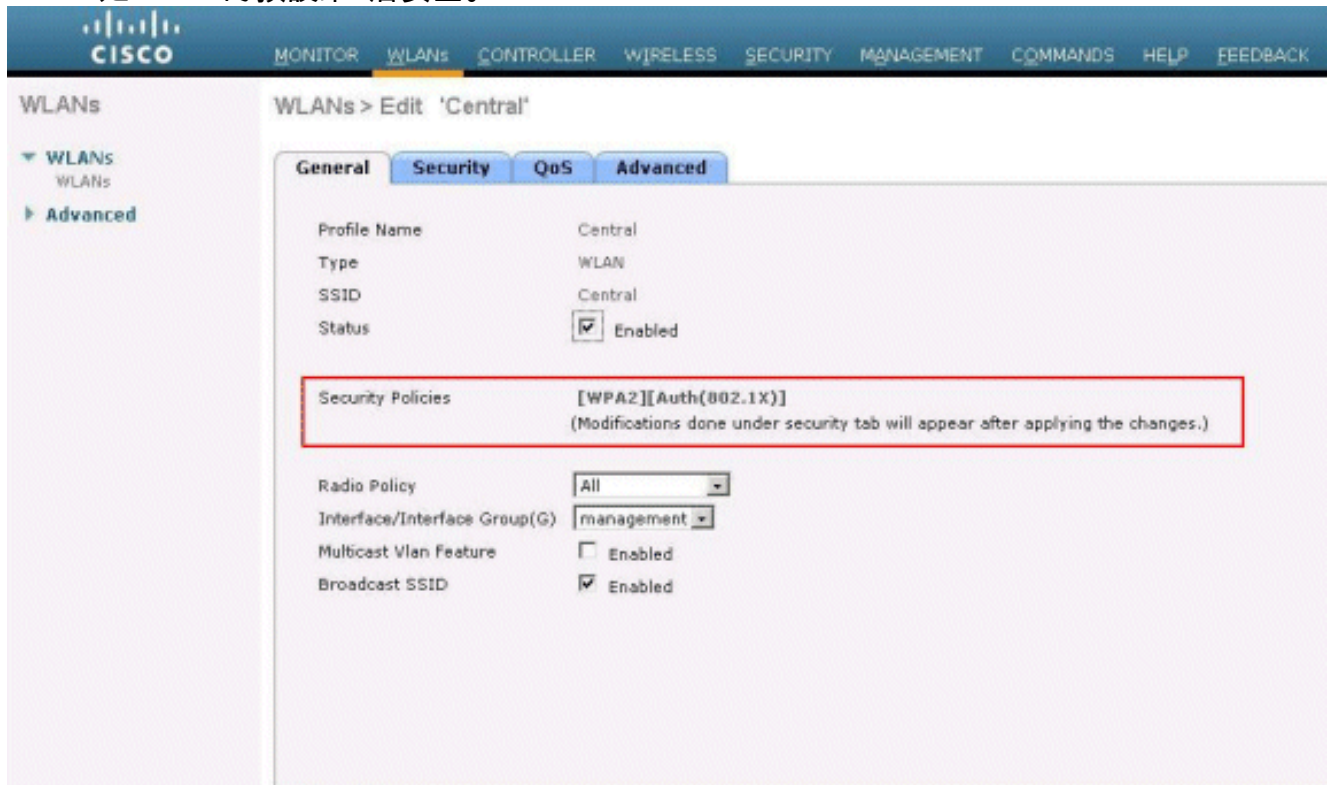 CISCO
MONITOR WLANs CONTROLLER WIRELESS SECURITY MANAGEMENT COMMANDS HELP FEEDBACK
WLANs
WLANs > Edit 'Central'
WLANs
WLANs
Advanced
General Security QoS Advanced
Profile Name Central
Type WLAN
SSID Central
Status Enabled
Security Policies [WPA2][Auth(802.1X)]
(Modifications done under security tab will appear after applying the changes.)
Radio Policy All
Interface/Interface Group(G) management
Multicast Vlan Feature Enabled
Broadcast SSID Enabled